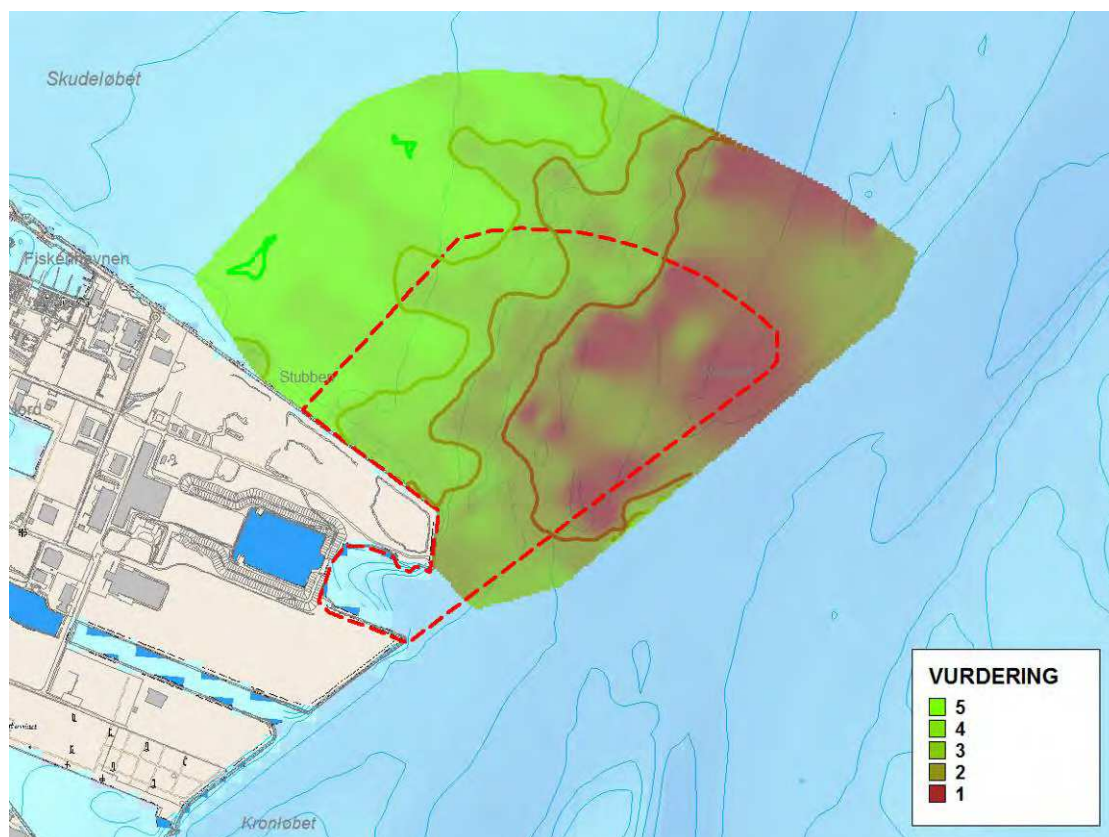 Skudeløbet
Fiskerihavnen
Stubben
Kronløbet
VURDERING
5
4
3
2
1